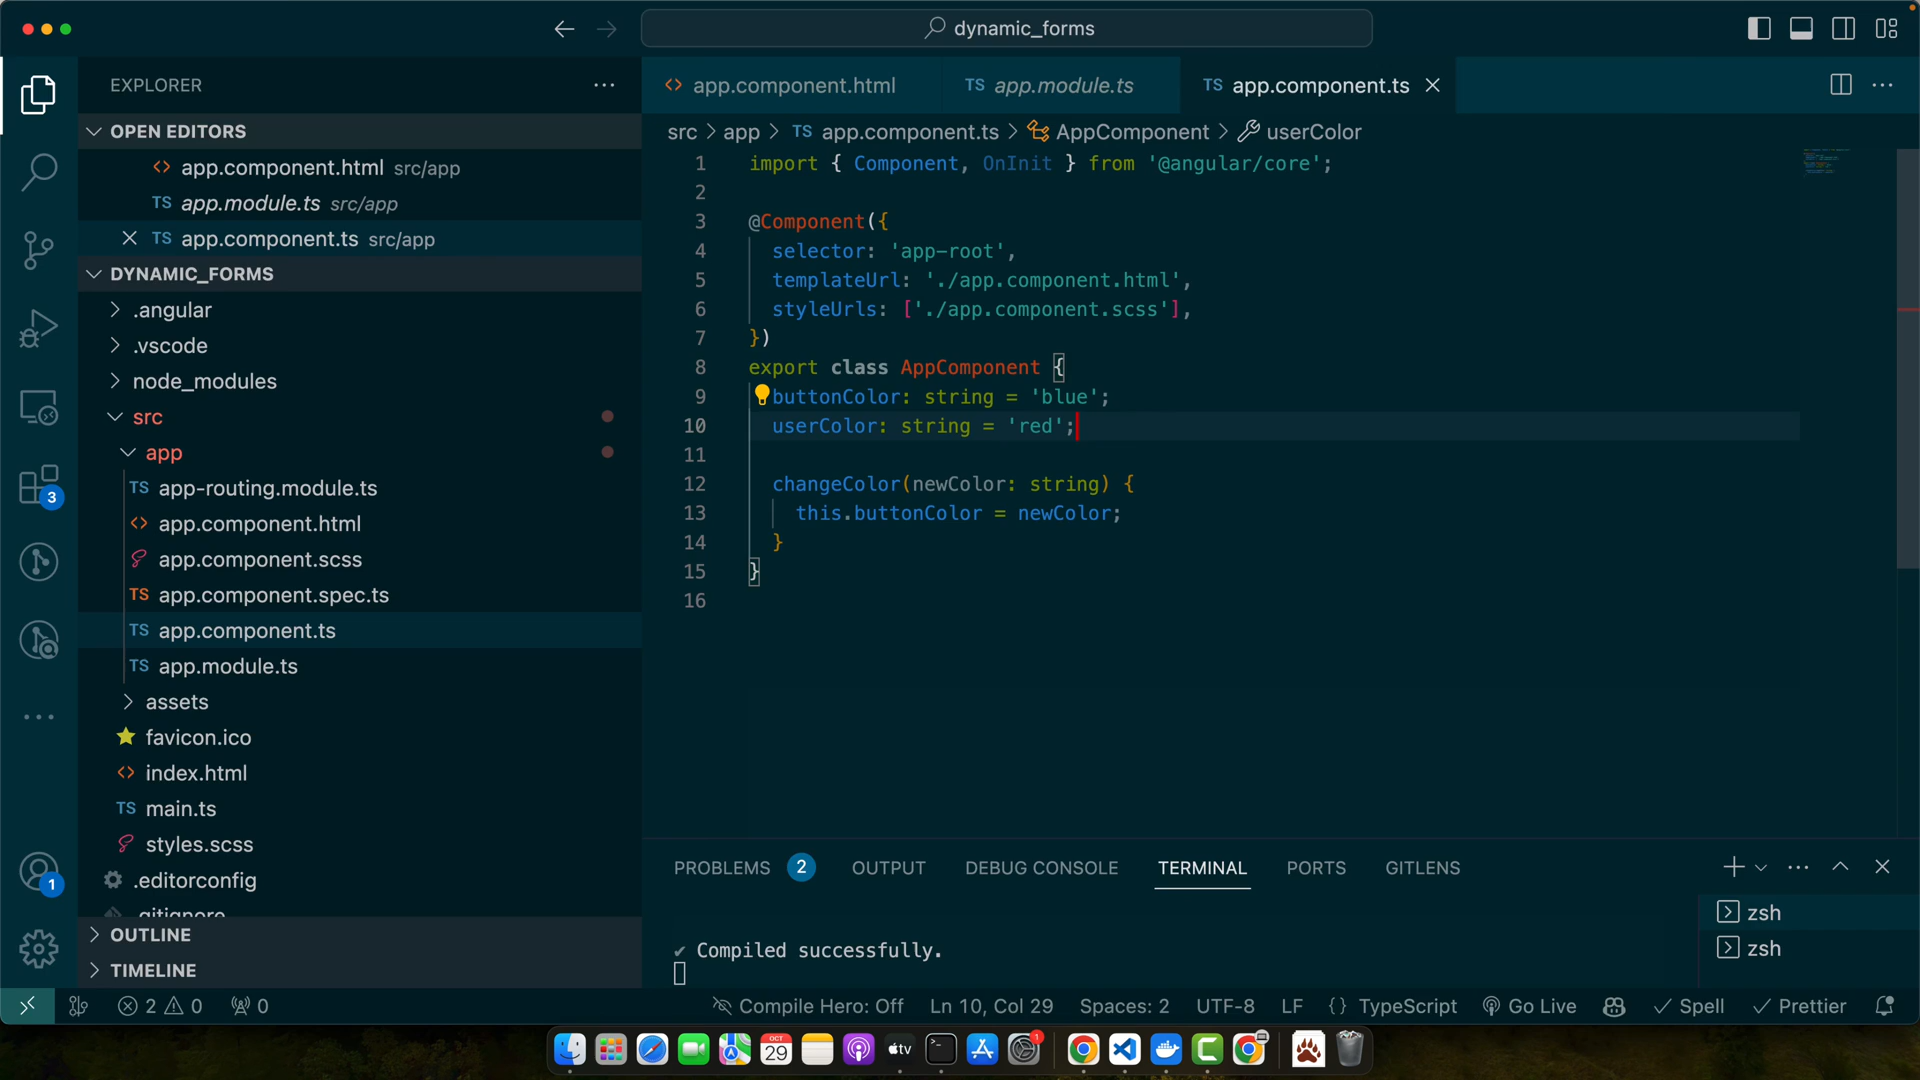 dynamic_forms
EXPLORER
OPEN EDITORS
app.component.html src/app
TS app.module.ts src/app
TS app.component.ts src/app
DYNAMIC_FORMS
.angular
.vscode
node_modules
src
app
TS app-routing.module.ts
app.component.html
app.component.scss
TS app.component.spec.ts
TS app.component.ts
TS app.module.ts
assets
favicon.ico
index.html
TS main.ts
styles.scss
.editorconfig
.gitignore
OUTLINE
TIMELINE
3
1
app.component.html
TS app.module.ts
TS app.component.ts
src > app > TS app.component.ts > AppComponent > userColor
1 import { Component, OnInit } from '@angular/core';
2
3 @Component({
4 selector: 'app-root',
5 templateUrl: './app.component.html',
6 styleUrls: ['./app.component.scss'],
7 })
8 export class AppComponent {
9 buttonColor: string = 'blue';
10 userColor: string = 'red';
11
12 changeColor(newColor: string) {
13 this.buttonColor = newColor;
14 }
15 }
16
PROBLEMS 2 OUTPUT DEBUG CONSOLE TERMINAL PORTS GITLENS
✔ Compiled successfully.
zsh
zsh
2 0 0 Compile Hero: Off Ln 10, Col 29 Spaces: 2 UTF-8 LF {} TypeScript Go Live Spell Prettier
OCT
29
tv
1